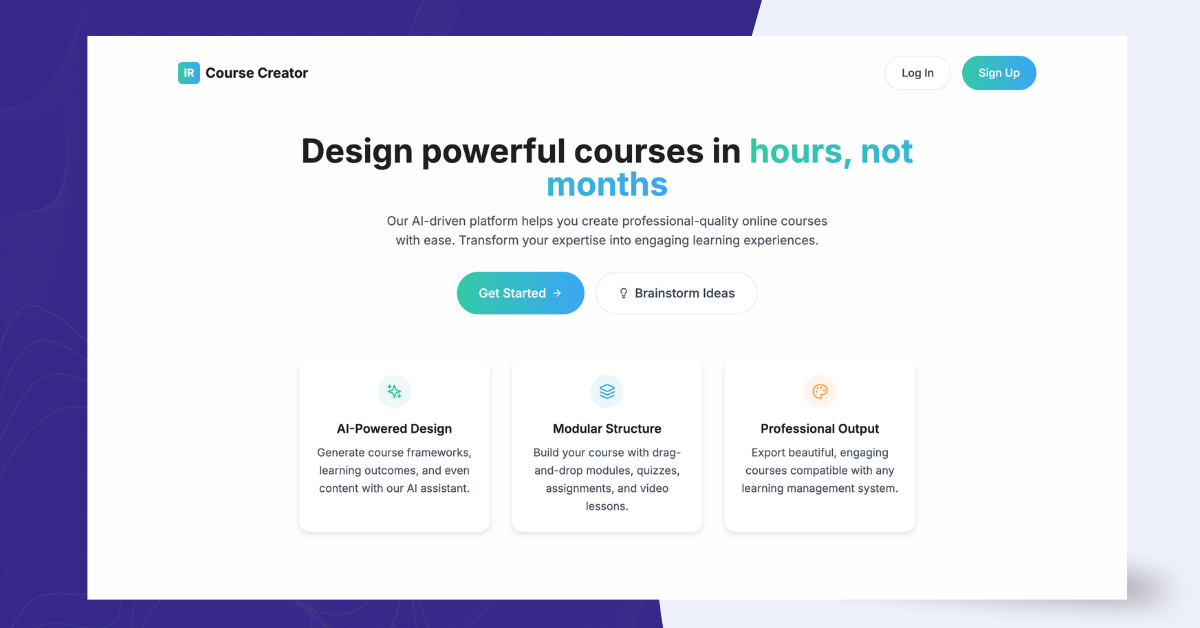 IR Course Creator
Log In
Sign Up
Design powerful courses in hours, not
months
Our AI-driven platform helps you create professional-quality online courses
with ease. Transform your expertise into engaging learning experiences.
Get Started →
Brainstorm Ideas
AI-Powered Design
Generate course frameworks,
learning outcomes, and even
content with our AI assistant.
Modular Structure
Build your course with drag-
and-drop modules, quizzes,
assignments, and video
lessons.
Professional Output
Export beautiful, engaging
courses compatible with any
learning management system.